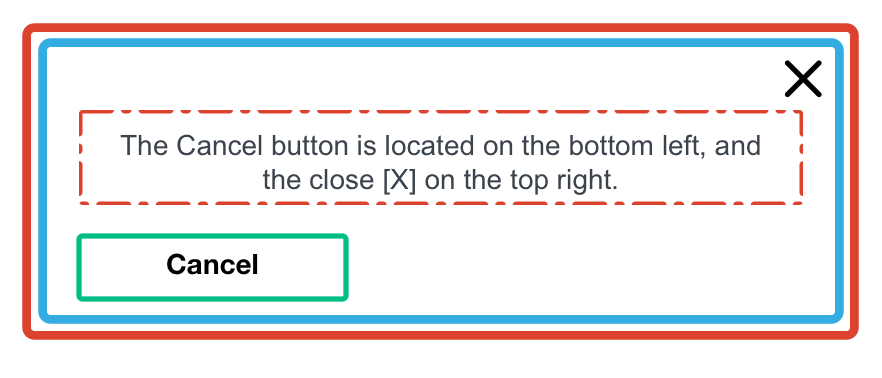 The Cancel button is located on the bottom left, and
the close [X] on the top right.
Cancel